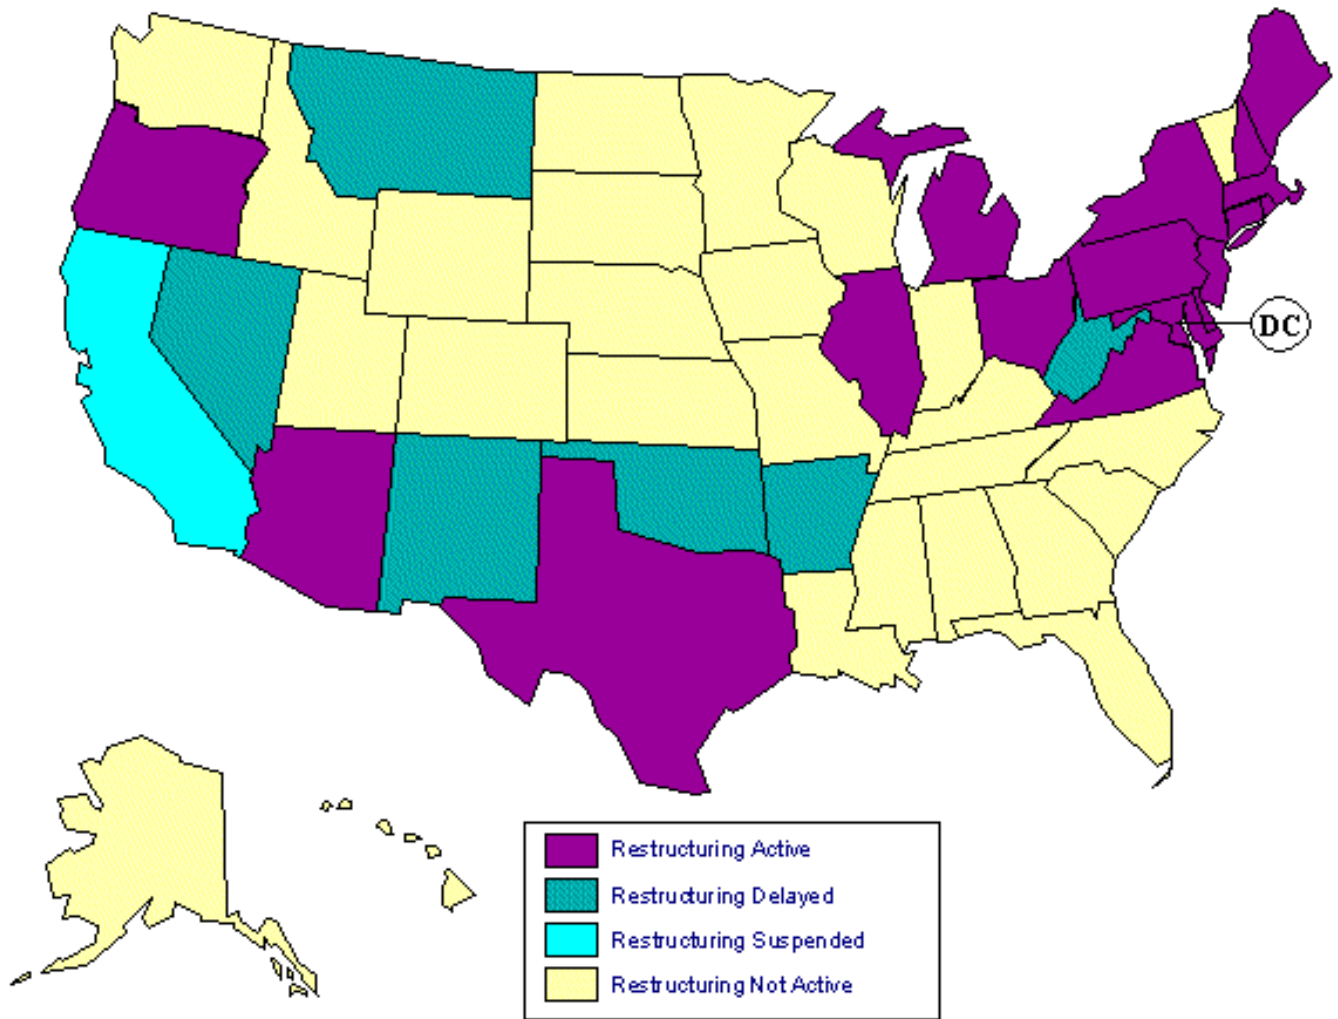 DC
Restructuring Active
Restructuring Delayed
Restructuring Suspended
Restructuring Not Active